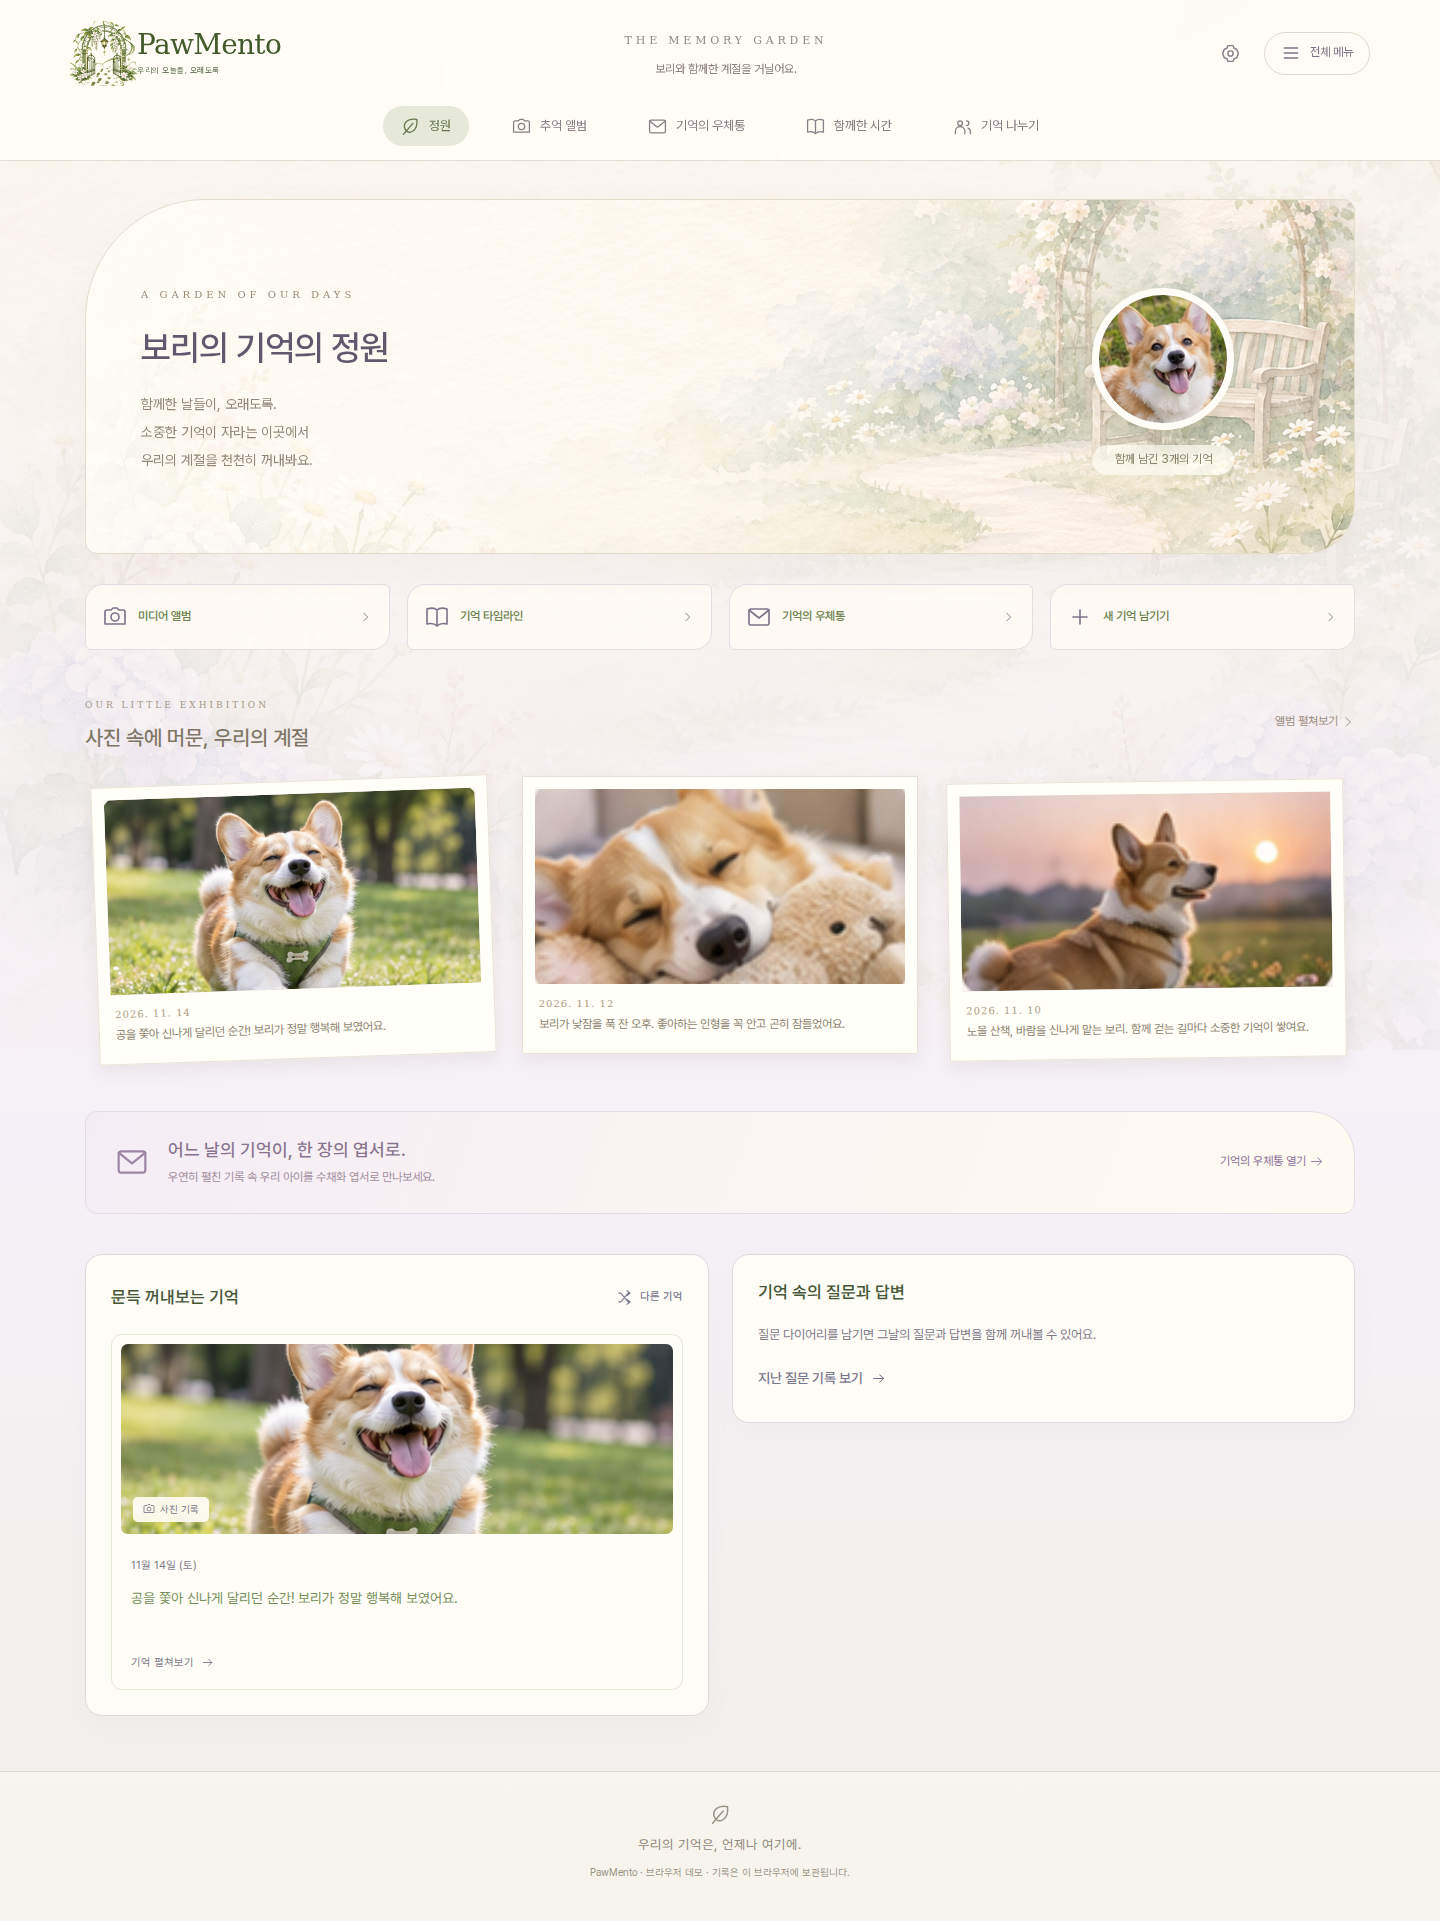 PawMento
우리의 오늘을, 오래도록
THE MEMORY GARDEN
보리와 함께한 계절을 거닐어요.
전체 메뉴
정원
추억 앨범
기억의 우체통
함께한 시간
기억 나누기
A GARDEN OF OUR DAYS
보리의 기억의 정원
함께한 날들이, 오래도록.
소중한 기억이 자라는 이곳에서
우리의 계절을 천천히 꺼내봐요.
함께 남긴 3개의 기억
미디어 앨범
기억 타임라인
기억의 우체통
새 기억 남기기
OUR LITTLE EXHIBITION
사진 속에 머문, 우리의 계절
앨범 펼쳐보기
2026. 11. 14
공을 쫓아 신나게 달리던 순간! 보리가 정말 행복해 보였어요.
2026. 11. 12
보리가 낮잠을 푹 잔 오후. 좋아하는 인형을 꼭 안고 곤히 잠들었어요.
2026. 11. 10
노을 산책, 바람을 신나게 맡는 보리. 함께 걷는 길마다 소중한 기억이 쌓여요.
어느 날의 기억이, 한 장의 엽서로.
우연히 펼친 기록 속 우리 아이를 수채화 엽서로 만나보세요.
기억의 우체통 열기
문득 꺼내보는 기억
다른 기억
사진 기록
11월 14일 (토)
공을 쫓아 신나게 달리던 순간! 보리가 정말 행복해 보였어요.
기억 펼쳐보기
기억 속의 질문과 답변
질문 다이어리를 남기면 그날의 질문과 답변을 함께 꺼내볼 수 있어요.
지난 질문 기록 보기
우리의 기억은, 언제나 여기에.
PawMento · 브라우저 데모 · 기록은 이 브라우저에 보관됩니다.